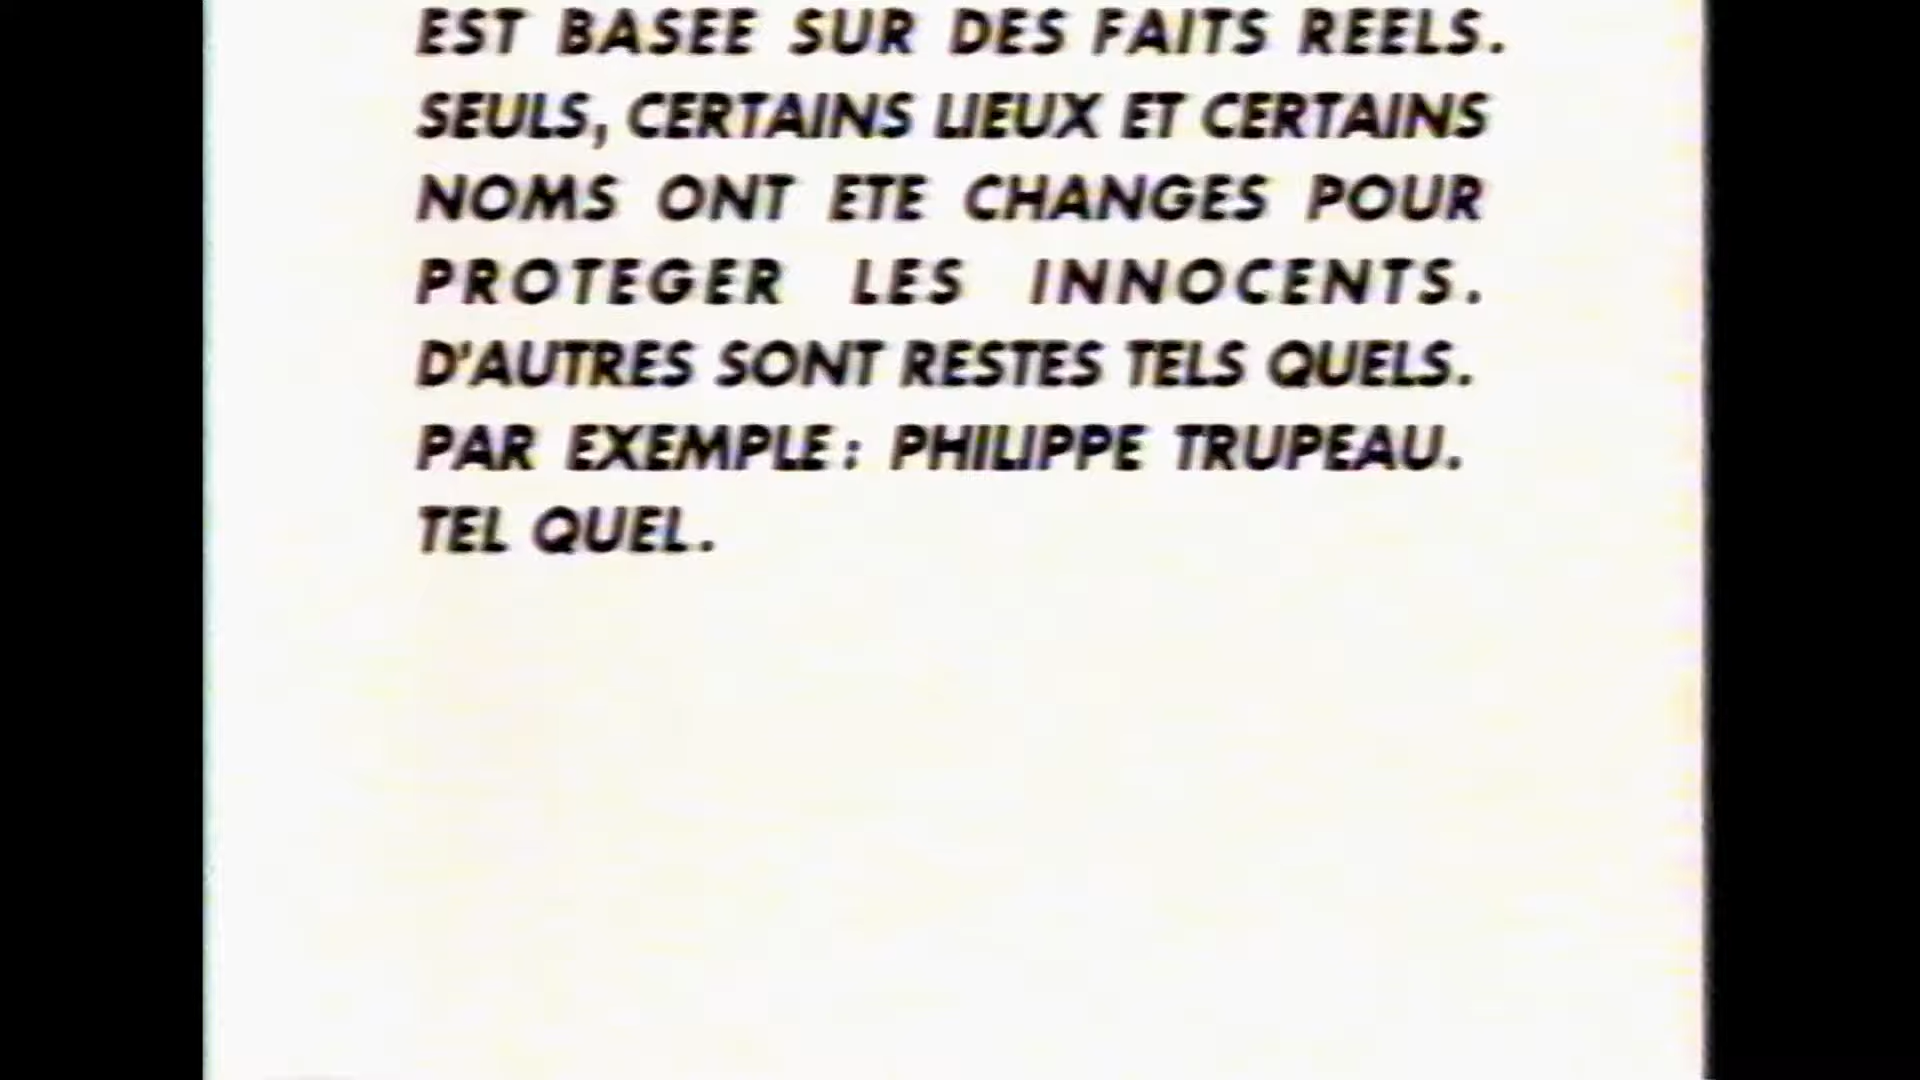 EST BASEE SUR DES FAITS REELS.
SEULS, CERTAINS LIEUX ET CERTAINS
NOMS ONT ETE CHANGES POUR
PROTEGER LES INNOCENTS.
D'AUTRES SONT RESTES TELS QUELS.
PAR EXEMPLE: PHILIPPE TRUPEAU.
TEL QUEL.